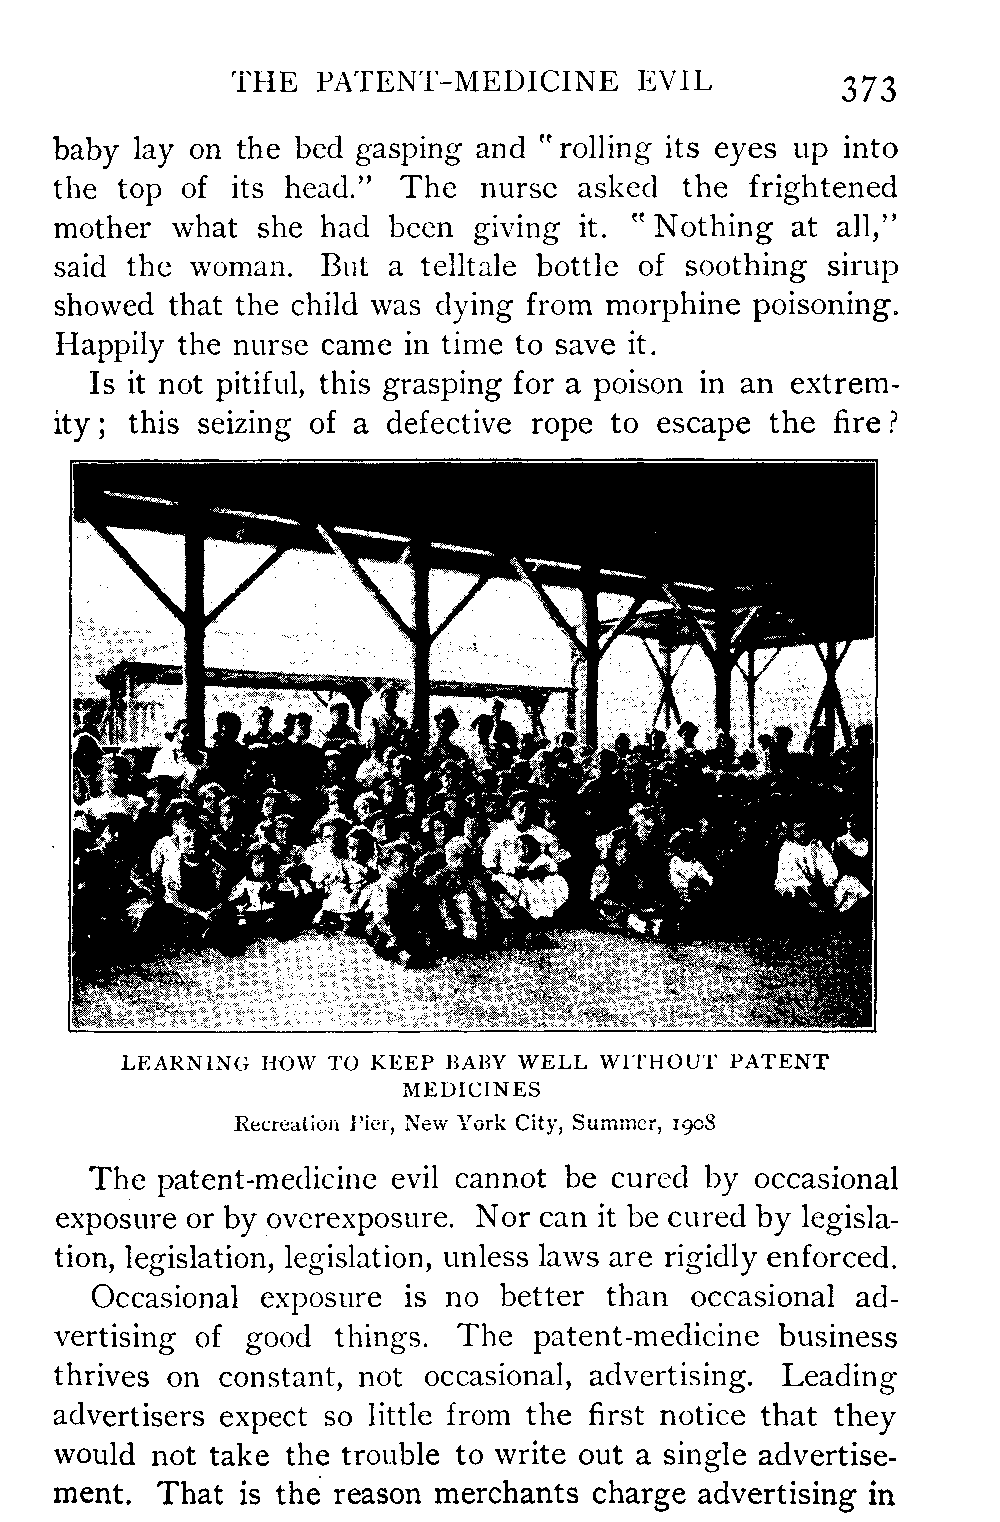 THE PATENT-MEDICINE EVIL 373
baby lay on the bed gasping and "rolling its eyes up into
the top of its head." The nurse asked the frightened
mother what she had been giving it. "Nothing at all,"
said the woman. But a telltale bottle of soothing sirup
showed that the child was dying from morphine poisoning.
Happily the nurse came in time to save it.
Is it not pitiful, this grasping for a poison in an extrem-
ity; this seizing of a defective rope to escape the fire?
LEARNING HOW TO KEEP BABY WELL WITHOUT PATENT
MEDICINES
Recreation Pier, New York City, Summer, 1908
The patent-medicine evil cannot be cured by occasional
exposure or by overexposure. Nor can it be cured by legisla-
tion, legislation, legislation, unless laws are rigidly enforced.
Occasional exposure is no better than occasional ad-
vertising of good things. The patent-medicine business
thrives on constant, not occasional, advertising. Leading
advertisers expect so little from the first notice that they
would not take the trouble to write out a single advertise-
ment. That is the reason merchants charge advertising in